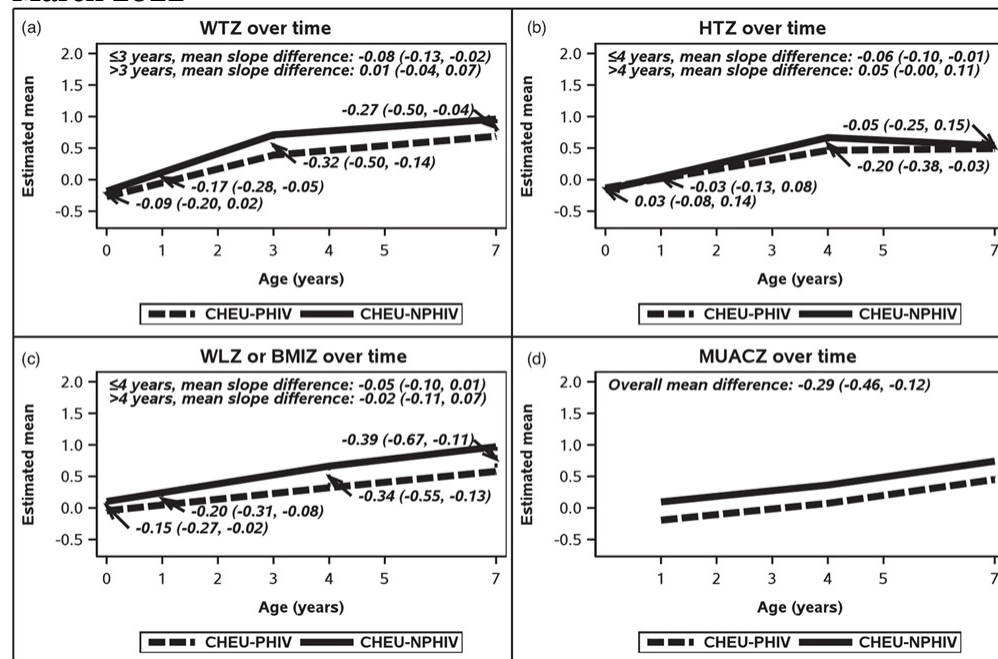 (a)
WTZ over time
≤3 years, mean slope difference: -0.08 (-0.13, -0.02)
>3 years, mean slope difference: 0.01 (-0.04, 0.07)
-0.27 (-0.50, -0.04)
-0.32 (-0.50, -0.14)
-0.17 (-0.28, -0.05)
-0.09 (-0.20, 0.02)
Estimated mean
2.0
1.5
1.0
0.5
0.0
-0.5
0 1 2 3 4 5 7
Age (years)
CHEU-PHIV CHEU-NPHIV
(b)
HTZ over time
≤4 years, mean slope difference: -0.06 (-0.10, -0.01)
>4 years, mean slope difference: 0.05 (-0.00, 0.11)
-0.05 (-0.25, 0.15)
-0.20 (-0.38, -0.03)
-0.03 (-0.13, 0.08)
0.03 (-0.08, 0.14)
Estimated mean
2.0
1.5
1.0
0.5
0.0
-0.5
0 1 2 3 4 5 7
Age (years)
CHEU-PHIV CHEU-NPHIV
(c)
WLZ or BMIZ over time
≤4 years, mean slope difference: -0.05 (-0.10, 0.01)
>4 years, mean slope difference: -0.02 (-0.11, 0.07)
-0.39 (-0.67, -0.11)
-0.34 (-0.55, -0.13)
-0.20 (-0.31, -0.08)
-0.15 (-0.27, -0.02)
Estimated mean
2.0
1.5
1.0
0.5
0.0
-0.5
0 1 2 3 4 5 7
Age (years)
CHEU-PHIV CHEU-NPHIV
(d)
MUACZ over time
Overall mean difference: -0.29 (-0.46, -0.12)
Estimated mean
2.0
1.5
1.0
0.5
0.0
-0.5
1 2 3 4 5 7
Age (years)
CHEU-PHIV CHEU-NPHIV